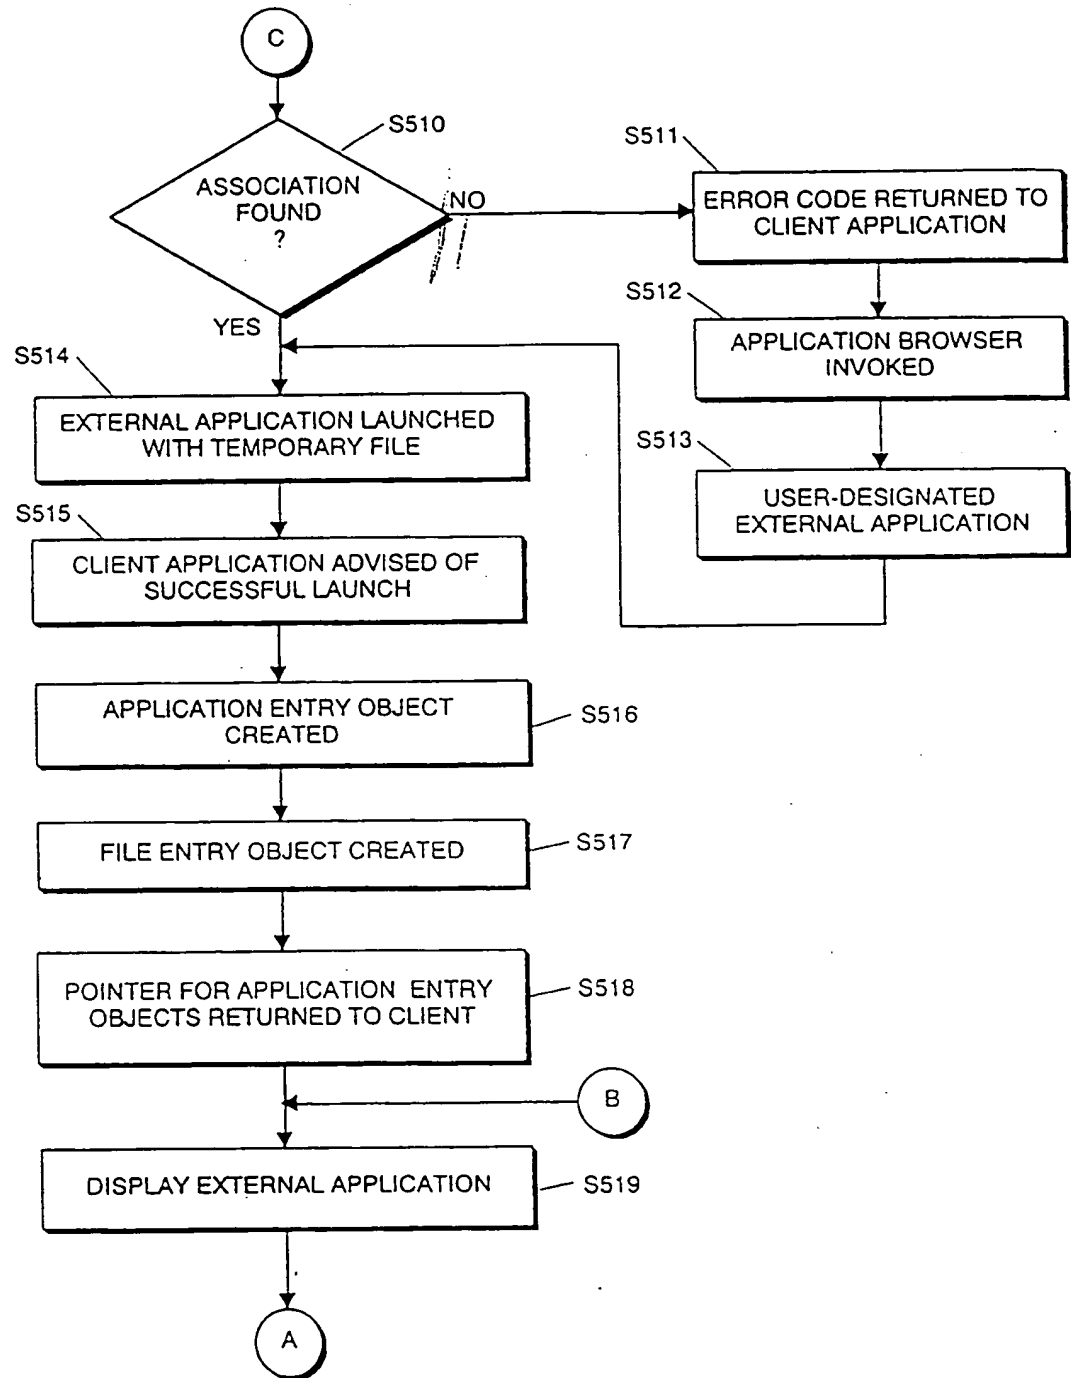 C
S510
ASSOCIATION
FOUND
?
NO
YES
S511
ERROR CODE RETURNED TO
CLIENT APPLICATION
S512
APPLICATION BROWSER
INVOKED
S513
USER-DESIGNATED
EXTERNAL APPLICATION
S514
EXTERNAL APPLICATION LAUNCHED
WITH TEMPORARY FILE
S515
CLIENT APPLICATION ADVISED OF
SUCCESSFUL LAUNCH
APPLICATION ENTRY OBJECT
CREATED
S516
FILE ENTRY OBJECT CREATED
S517
POINTER FOR APPLICATION ENTRY
OBJECTS RETURNED TO CLIENT
S518
B
DISPLAY EXTERNAL APPLICATION
S519
A